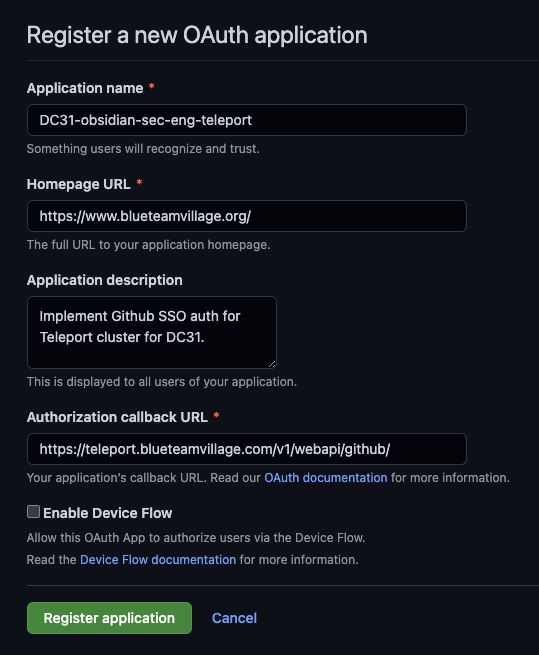 Register a new OAuth application
Application name *
DC31-obsidian-sec-eng-teleport
Something users will recognize and trust.
Homepage URL *
https://www.blueteamvillage.org/
The full URL to your application homepage.
Application description
Implement Github SSO auth for
Teleport cluster for DC31.
This is displayed to all users of your application.
Authorization callback URL *
https://teleport.blueteamvillage.com/v1/webapi/github/
Your application's callback URL. Read our OAuth documentation for more information.
Enable Device Flow
Allow this OAuth App to authorize users via the Device Flow.
Read the Device Flow documentation for more information.
Register application Cancel